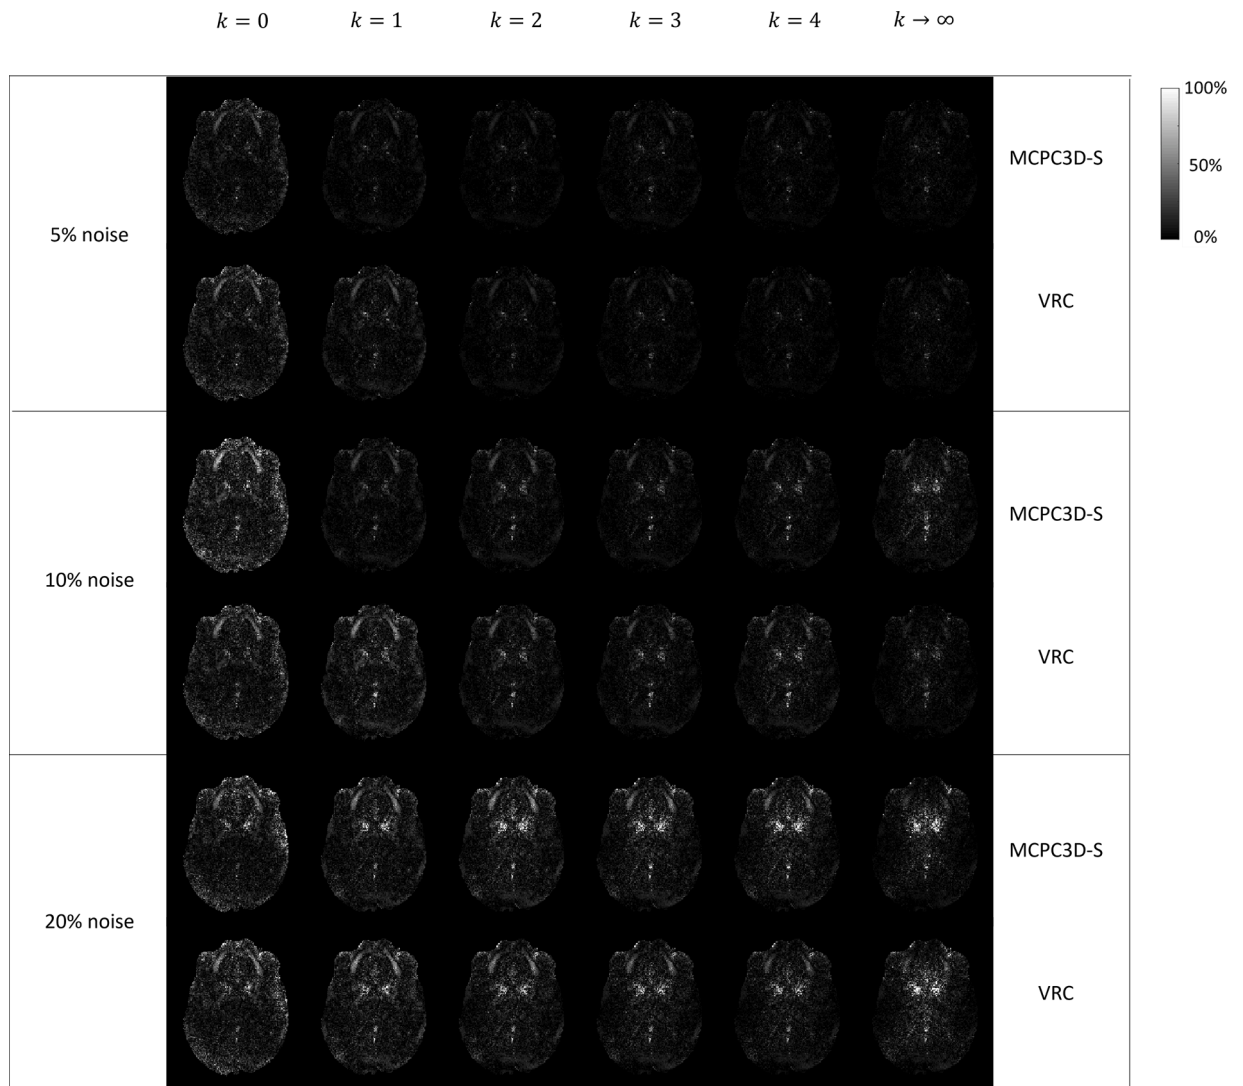 k = 0 k = 1 k = 2 k = 3 k = 4 k → ∞
100%
MCPC3D-S
50%
5% noise
0%
VRC
MCPC3D-S
10% noise
VRC
MCPC3D-S
20% noise
VRC